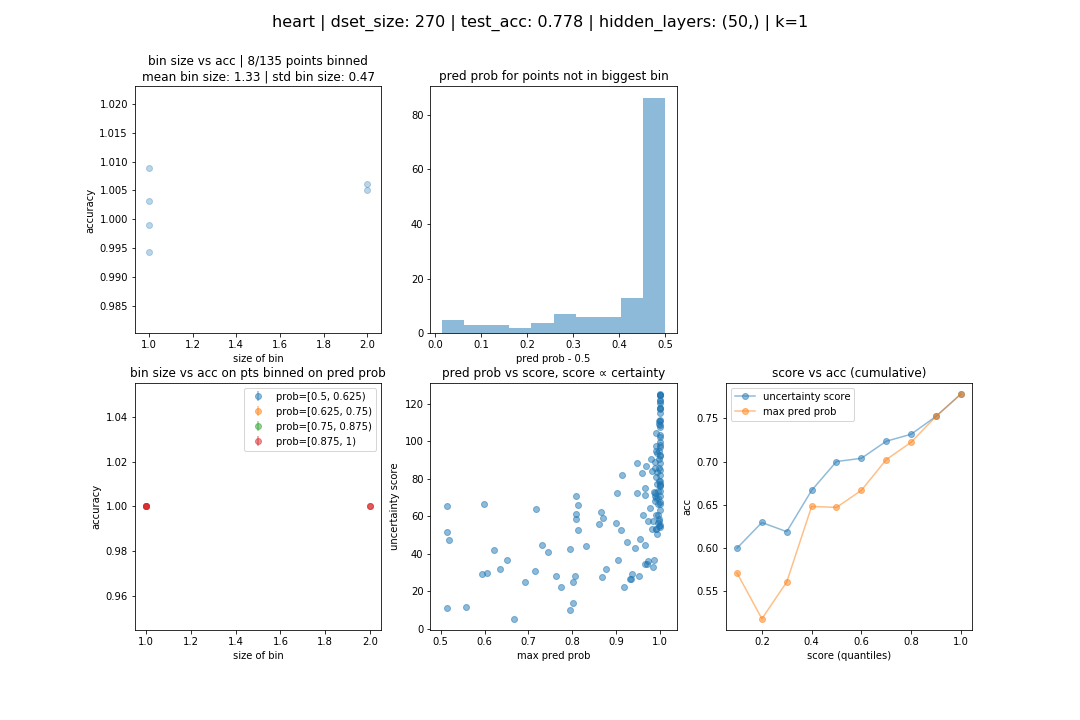 heart | dset_size: 270 | test_acc: 0.778 | hidden_layers: (50,) | k=1
bin size vs acc | 8/135 points binned
mean bin size: 1.33 | std bin size: 0.47
1.020
1.015
1.010
1.005
1.000
0.995
0.990
0.985
accuracy
1.0 1.2 1.4 1.6 1.8 2.0
size of bin
pred prob for points not in biggest bin
80
60
40
20
0
0.0 0.1 0.2 0.3 0.4 0.5
pred prob - 0.5
bin size vs acc on pts binned on pred prob
prob=[0.5, 0.625)
prob=[0.625, 0.75)
prob=[0.75, 0.875)
prob=[0.875, 1)
1.04
1.02
1.00
0.98
0.96
accuracy
1.0 1.2 1.4 1.6 1.8 2.0
size of bin
pred prob vs score, score ∝ certainty
120
100
80
60
40
20
0
uncertainty score
0.5 0.6 0.7 0.8 0.9 1.0
max pred prob
score vs acc (cumulative)
uncertainty score
max pred prob
0.75
0.70
0.65
0.60
0.55
acc
0.2 0.4 0.6 0.8 1.0
score (quantiles)